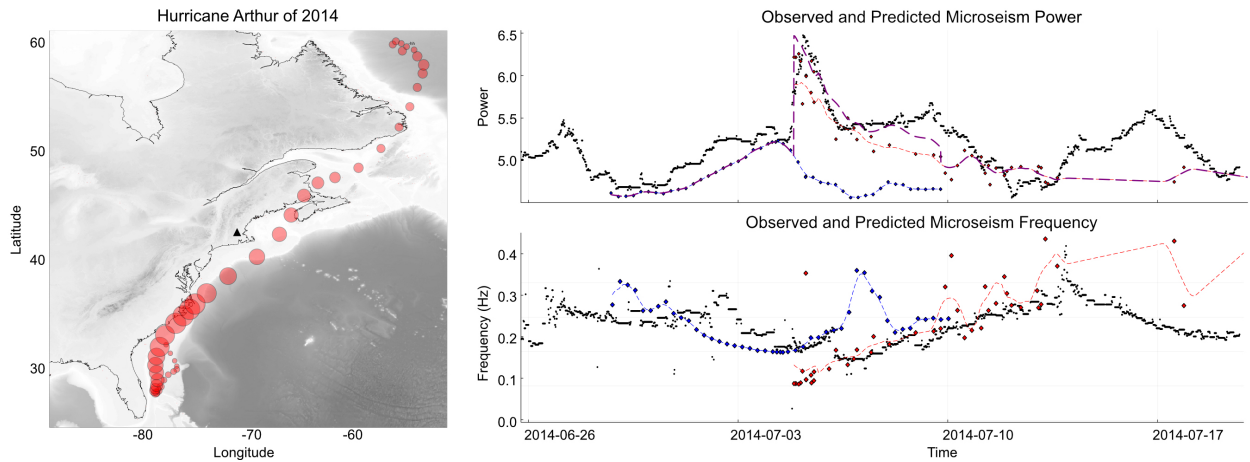 Hurricane Arthur of 2014
60
50
40
30
Latitude
-80
-70
-60
Longitude
Observed and Predicted Microseism Power
6.5
6.0
5.5
5.0
Power
Observed and Predicted Microseism Frequency
0.4
0.3
0.2
0.1
0.0
Frequency (Hz)
2014-06-26
2014-07-03
2014-07-10
2014-07-17
Time